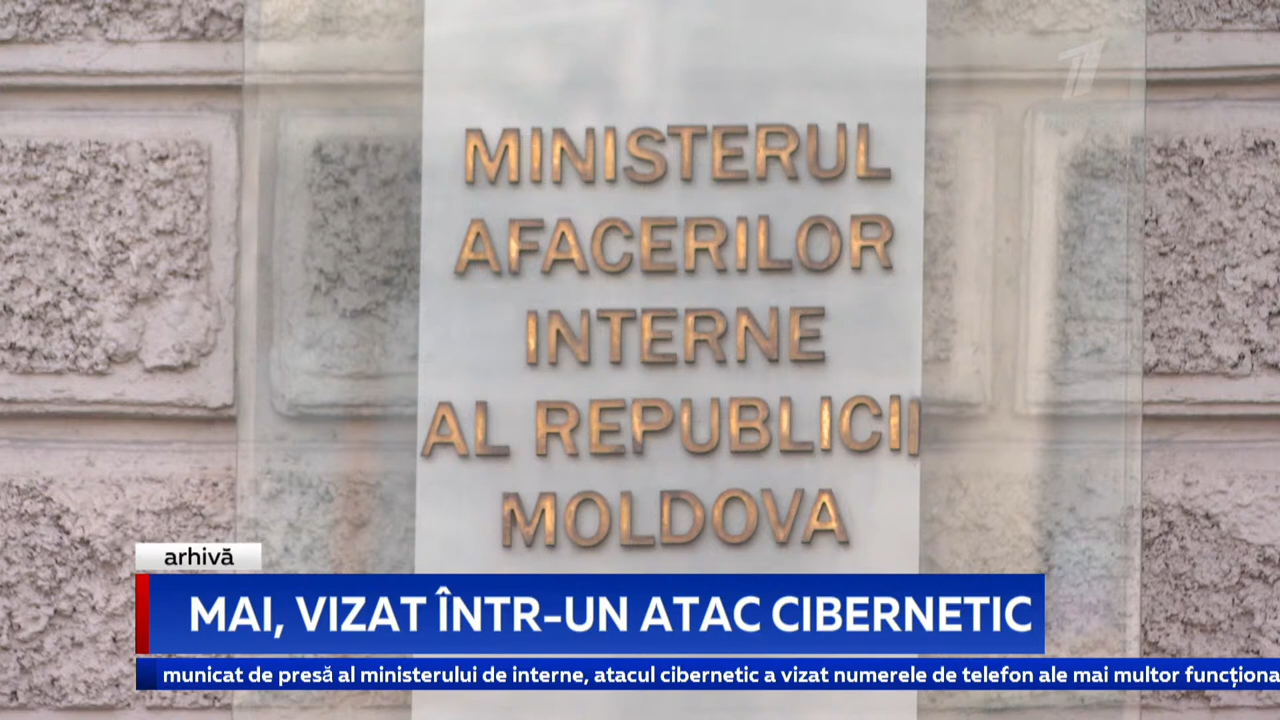 MINISTERUL
AFACERILOR
INTERNE
AL REPUBLICII
MOLDOVA
arhivă
MAI, VIZAT ÎNTR-UN ATAC CIBERNETIC
municat de presă al ministerului de interne, atacul cibernetic a vizat numerele de telefon ale mai multor funcționa